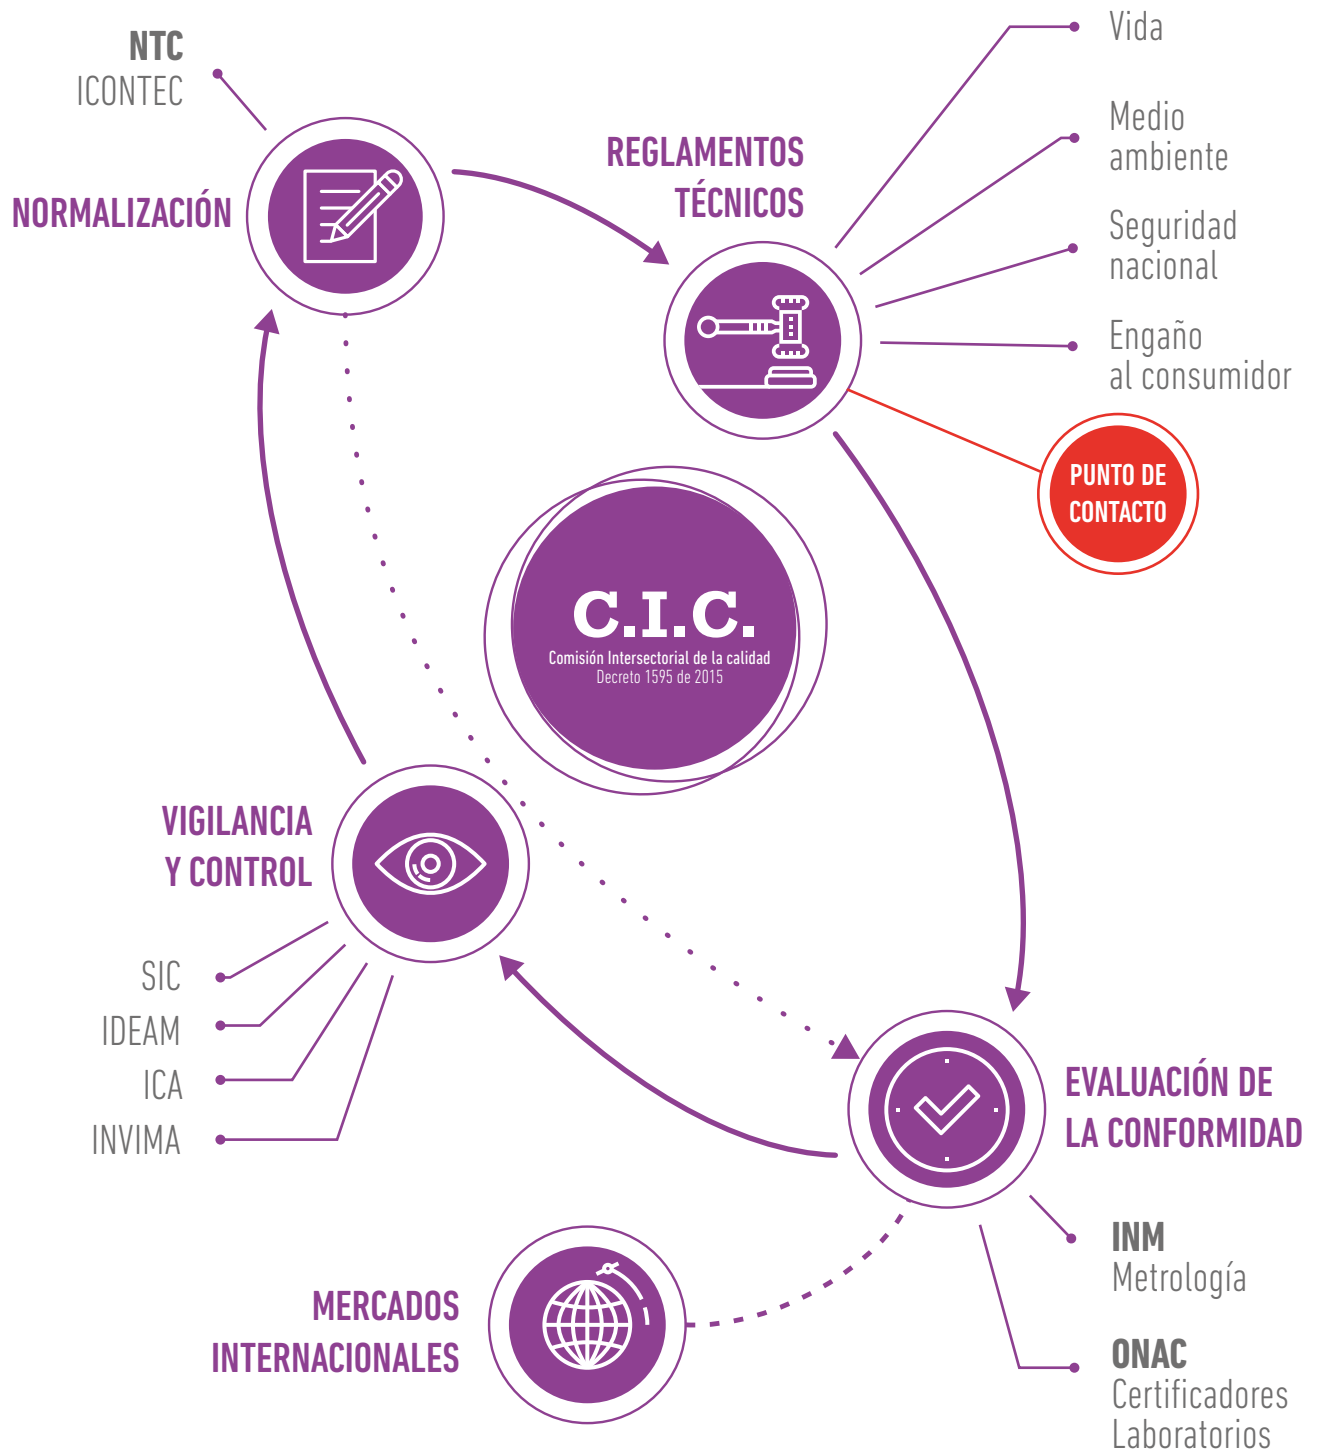 NTC
ICONTEC
NORMALIZACIÓN
REGLAMENTOS
TÉCNICOS
Vida
Medio
ambiente
Seguridad
nacional
Engaño
al consumidor
PUNTO DE
CONTACTO
C.I.C.
Comisión Intersectorial de la calidad
Decreto 1595 de 2015
VIGILANCIA
Y CONTROL
SIC
IDEAM
ICA
INVIMA
EVALUACIÓN DE
LA CONFORMIDAD
INM
Metrología
ONAC
Certificadores
Laboratorios
MERCADOS
INTERNACIONALES